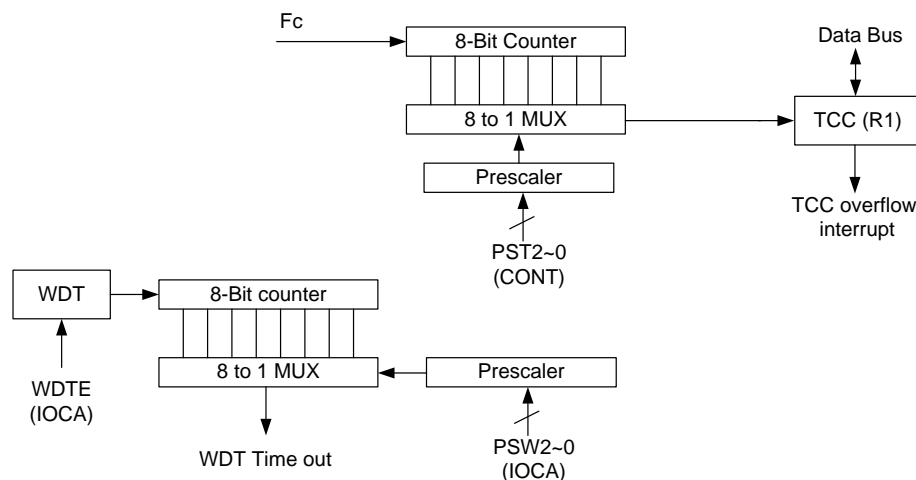 Fc
8-Bit Counter
8 to 1 MUX
Prescaler
PST2~0
(CONT)
Data Bus
TCC (R1)
TCC overflow
interrupt
WDT
WDTE
(IOCA)
8-Bit counter
8 to 1 MUX
WDT Time out
Prescaler
PSW2~0
(IOCA)